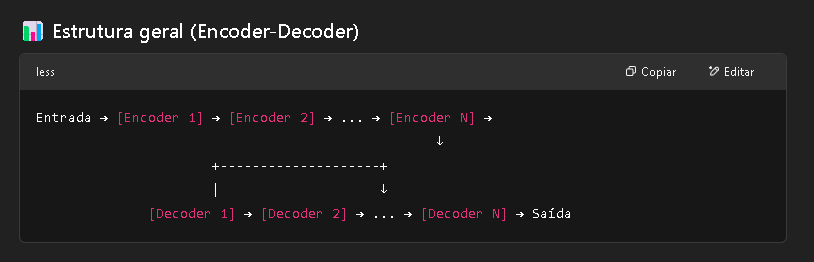 📊 Estrutura geral (Encoder-Decoder)
less Copiar Editar
Entrada → [Encoder 1] → [Encoder 2] → ... → [Encoder N] →
                                                  ↓
                      +--------------------+
                      |                    ↓
              [Decoder 1] → [Decoder 2] → ... → [Decoder N] → Saída